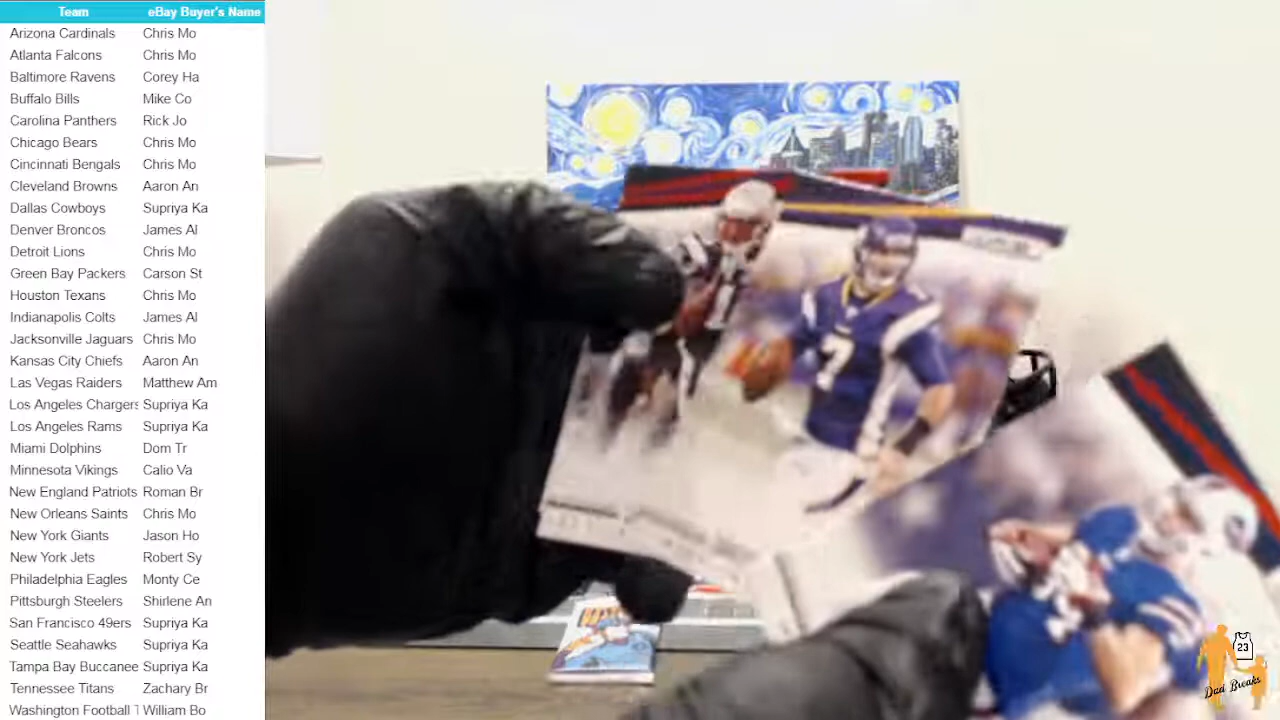 Team eBay Buyer's Name
Arizona Cardinals Chris Mo
Atlanta Falcons Chris Mo
Baltimore Ravens Corey Ha
Buffalo Bills Mike Co
Carolina Panthers Rick Jo
Chicago Bears Chris Mo
Cincinnati Bengals Chris Mo
Cleveland Browns Aaron An
Dallas Cowboys Supriya Ka
Denver Broncos James Al
Detroit Lions Chris Mo
Green Bay Packers Carson St
Houston Texans Chris Mo
Indianapolis Colts James Al
Jacksonville Jaguars Chris Mo
Kansas City Chiefs Aaron An
Las Vegas Raiders Matthew Am
Los Angeles Chargers Supriya Ka
Los Angeles Rams Supriya Ka
Miami Dolphins Dom Tr
Minnesota Vikings Calio Va
New England Patriots Roman Br
New Orleans Saints Chris Mo
New York Giants Jason Ho
New York Jets Robert Sy
Philadelphia Eagles Monty Ce
Pittsburgh Steelers Shirlene An
San Francisco 49ers Supriya Ka
Seattle Seahawks Supriya Ka
Tampa Bay Buccanee Supriya Ka
Tennessee Titans Zachary Br
Washington Football T William Bo
7
23
Dad Breaks